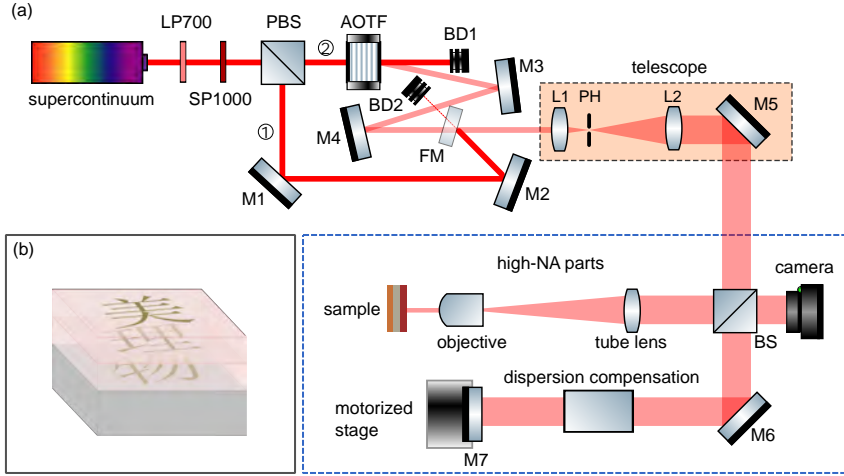 (a)
LP700
PBS
AOTF
②
BD1
M3
telescope
supercontinuum
SP1000
BD2
L1
PH
L2
M5
①
M4
FM
M1
M2
(b)
美
理
物
high-NA parts
camera
sample
objective
tube lens
BS
dispersion compensation
motorized
stage
M7
M6